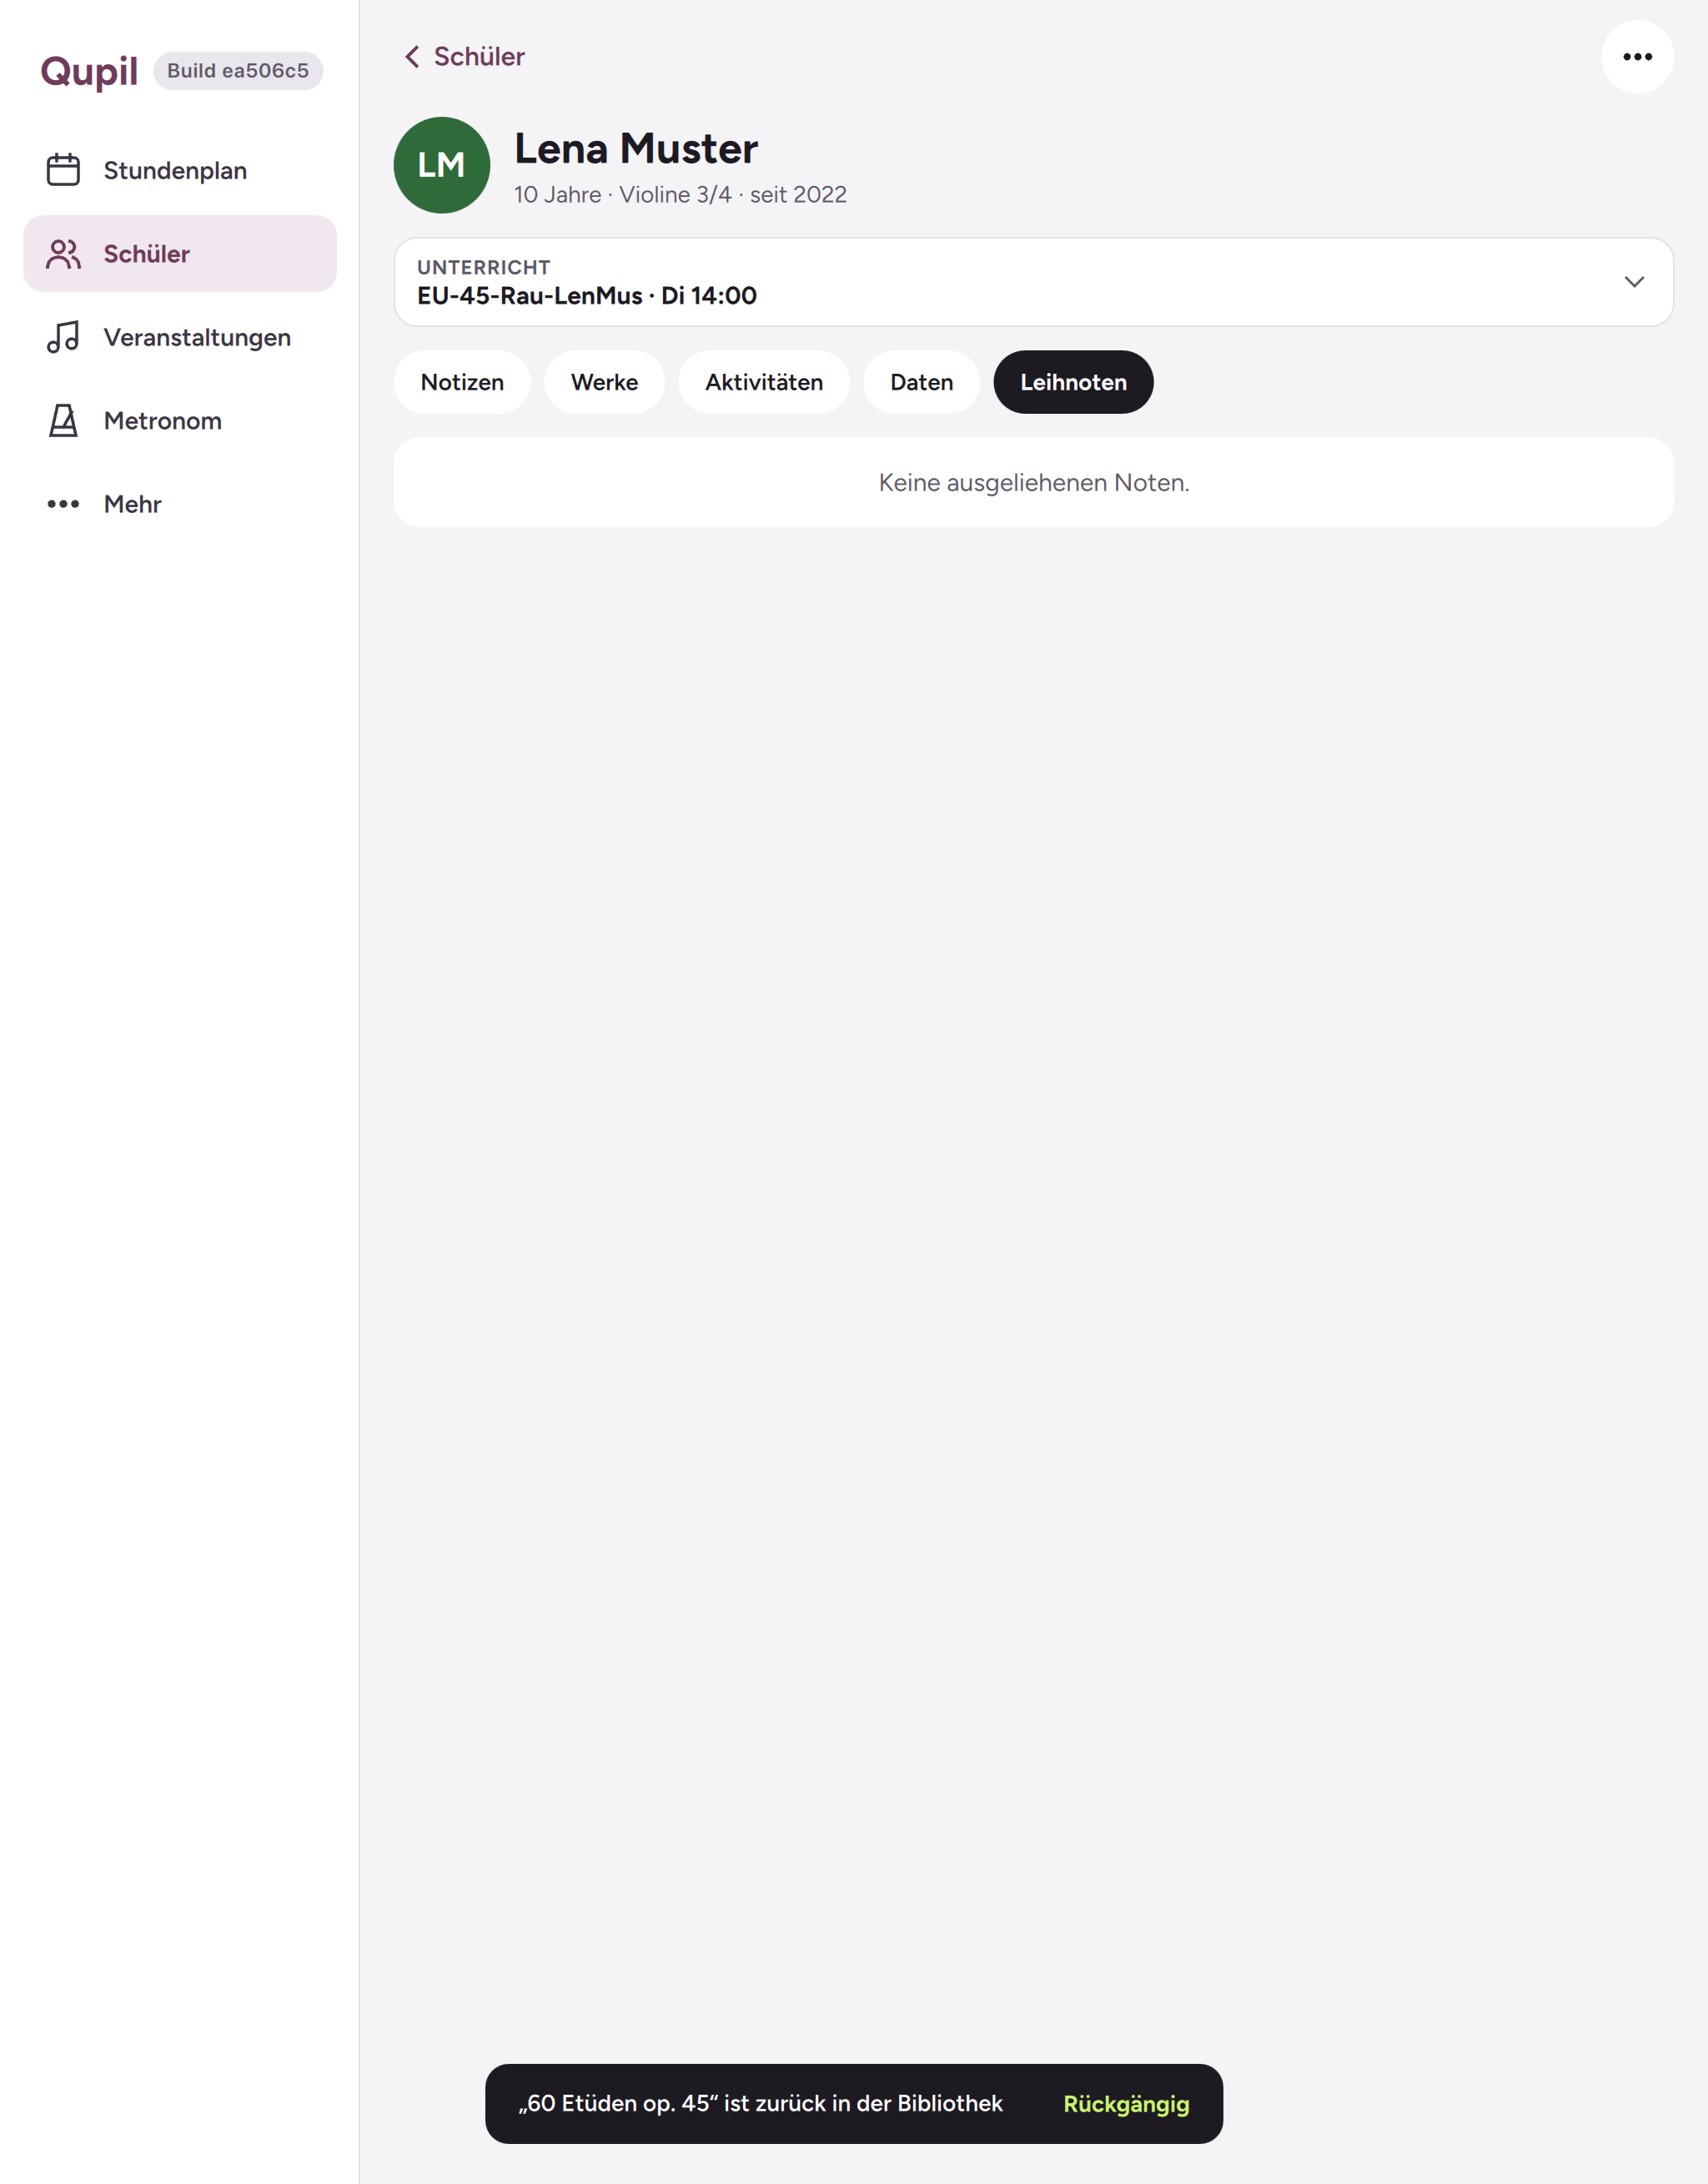 Qupil
Build ea506c5
Stundenplan
Schüler
Veranstaltungen
Metronom
Mehr
Schüler
LM
Lena Muster
10 Jahre · Violine 3/4 · seit 2022
UNTERRICHT
EU-45-Rau-LenMus · Di 14:00
Notizen
Werke
Aktivitäten
Daten
Leihnoten
Keine ausgeliehenen Noten.
„60 Etüden op. 45“ ist zurück in der Bibliothek
Rückgängig